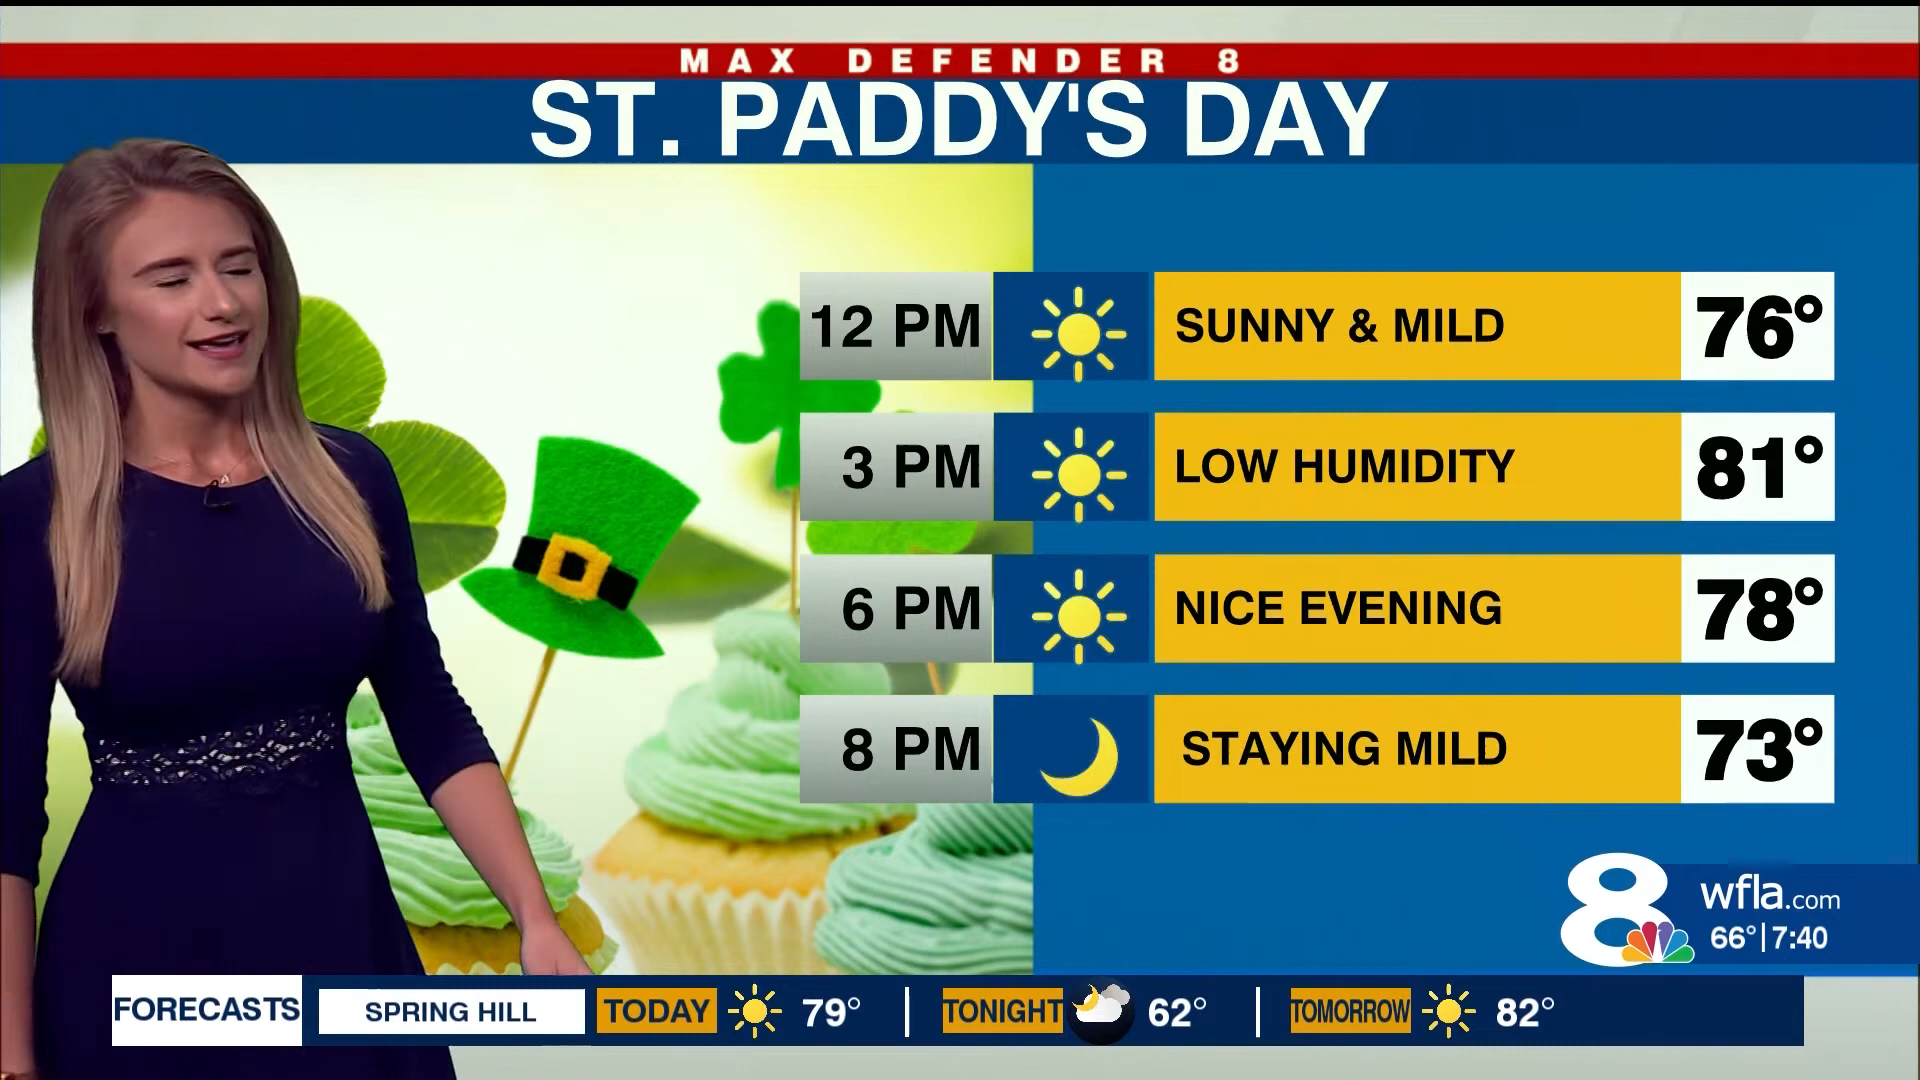 MAX DEFENDER 8
ST. PADDY'S DAY
12 PM SUNNY & MILD 76°
3 PM LOW HUMIDITY 81°
6 PM NICE EVENING 78°
8 PM STAYING MILD 73°
8 wfla.com
66° | 7:40
FORECASTS SPRING HILL TODAY 79° | TONIGHT 62° | TOMORROW 82°